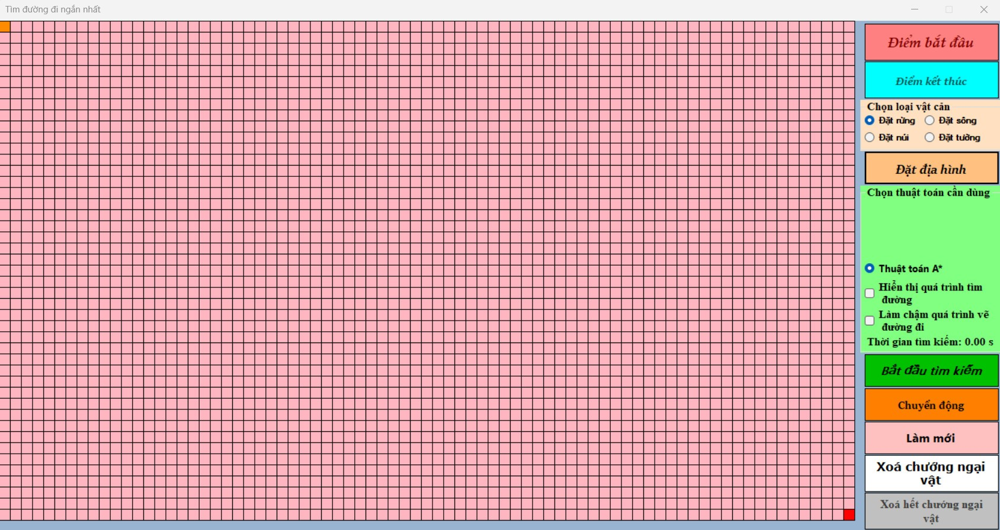 Tìm đường đi ngắn nhất
Điểm bắt đầu
Điểm kết thúc
Chọn loại vật cản
Đặt rừng Đặt sông
Đặt núi Đặt tường
Đặt địa hình
Chọn thuật toán cần dùng
Thuật toán A*
Hiển thị quá trình tìm
đường
Làm chậm quá trình vẽ
đường đi
Thời gian tìm kiếm: 0.00 s
Bắt đầu tìm kiếm
Chuyển động
Làm mới
Xoá chướng ngại
vật
Xoá hết chướng ngại
vật